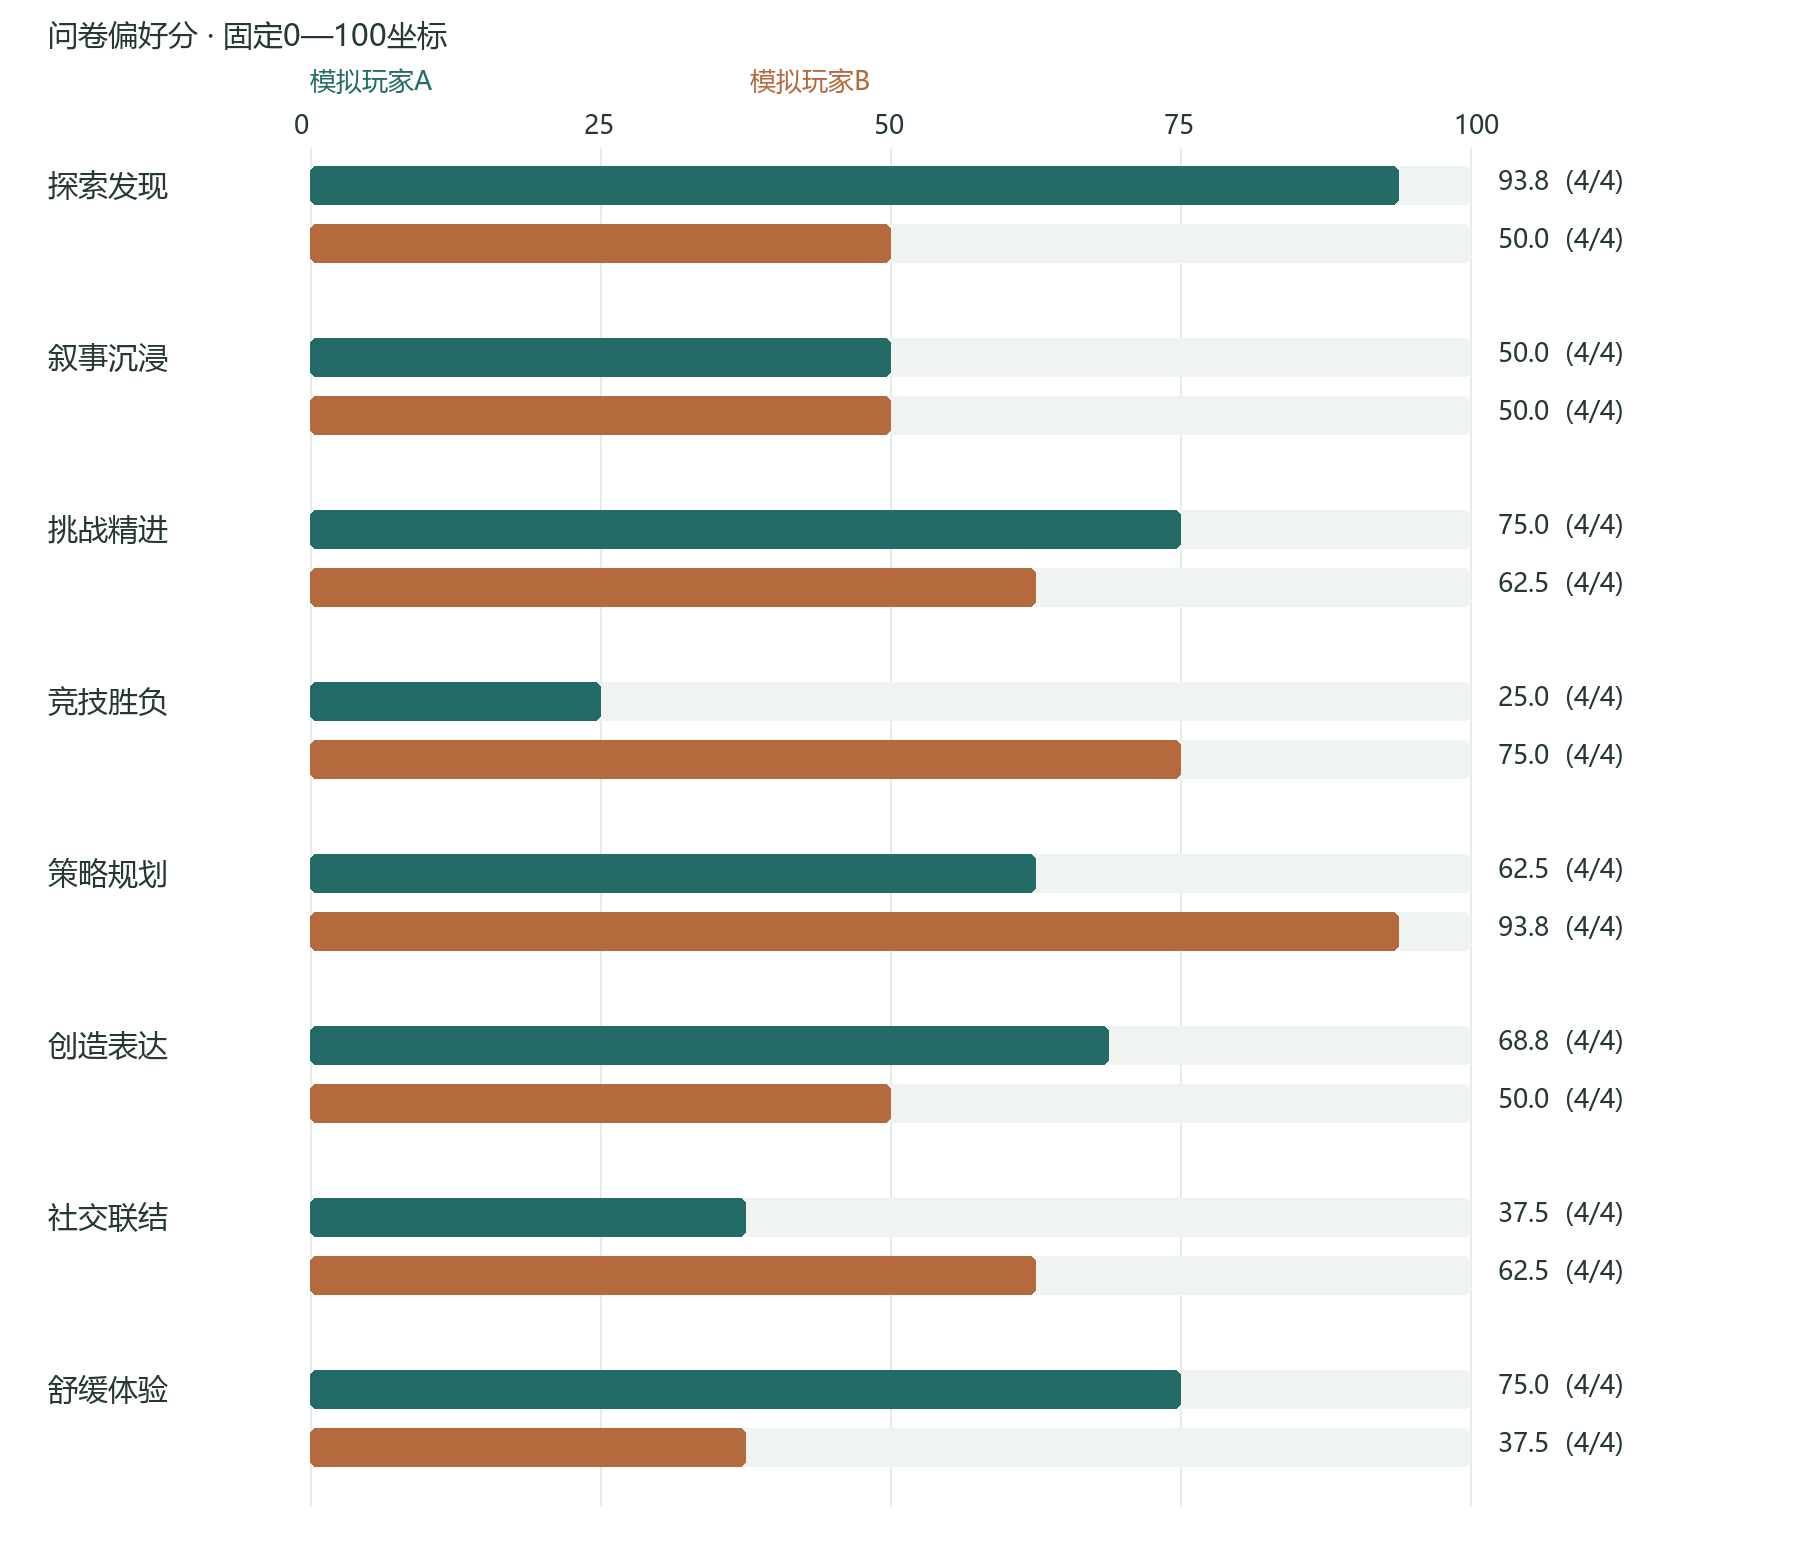 问卷偏好分 · 固定0—100坐标
模拟玩家A 模拟玩家B
0 25 50 75 100
探索发现 93.8 (4/4)
50.0 (4/4)
叙事沉浸 50.0 (4/4)
50.0 (4/4)
挑战精进 75.0 (4/4)
62.5 (4/4)
竞技胜负 25.0 (4/4)
75.0 (4/4)
策略规划 62.5 (4/4)
93.8 (4/4)
创造表达 68.8 (4/4)
50.0 (4/4)
社交联结 37.5 (4/4)
62.5 (4/4)
舒缓体验 75.0 (4/4)
37.5 (4/4)